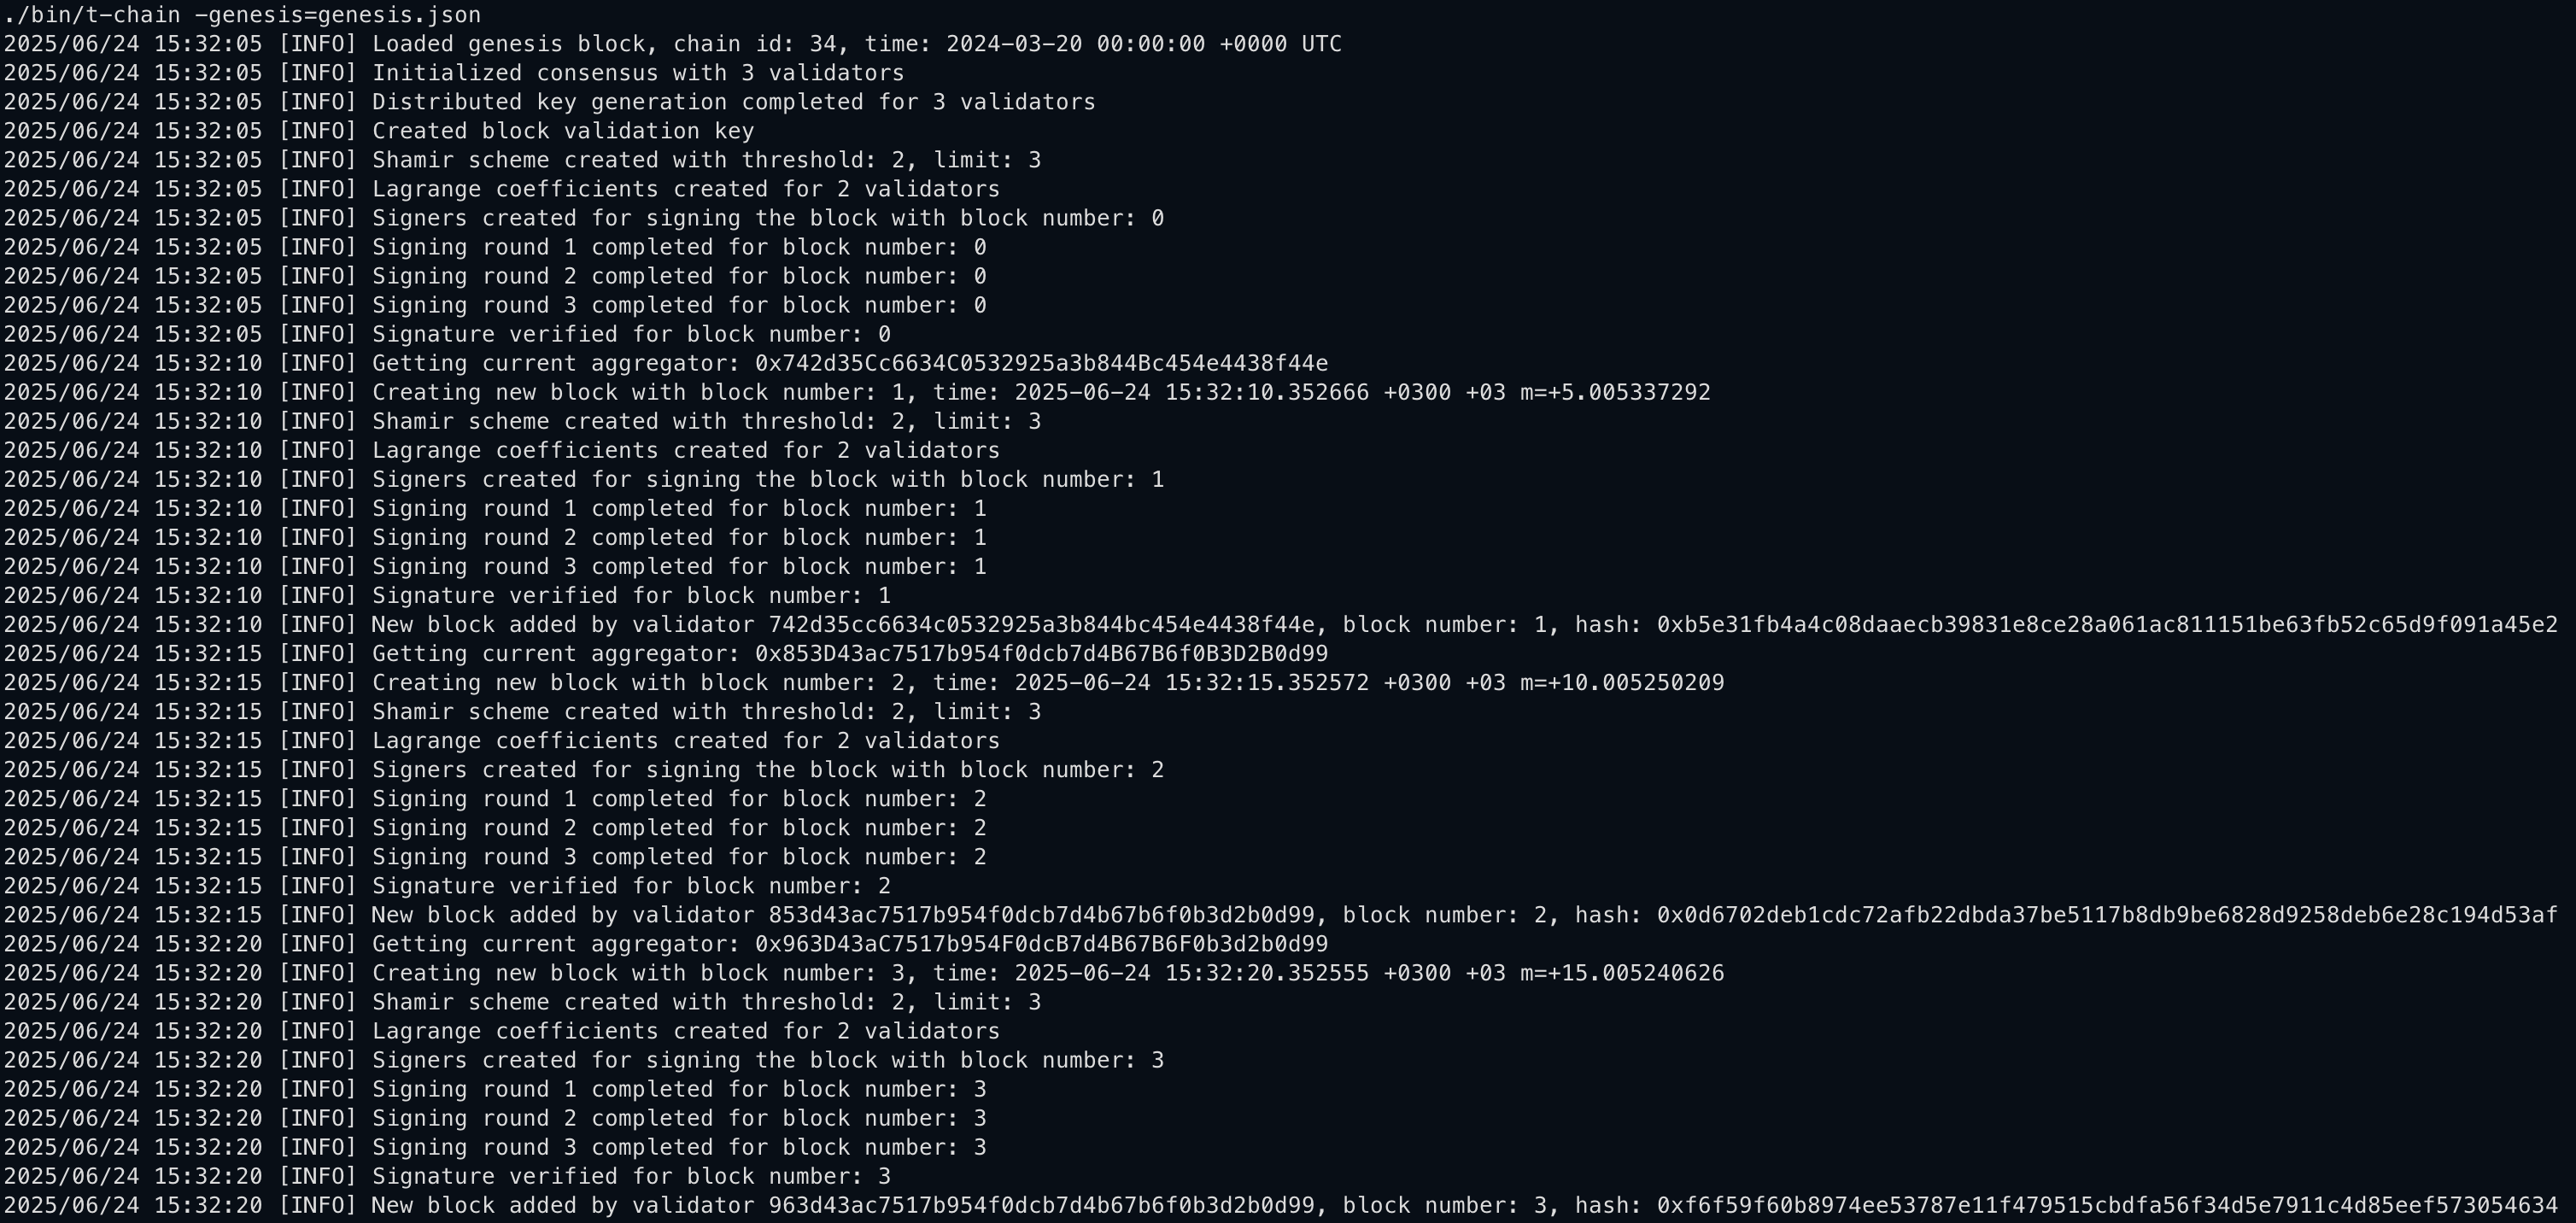 ./bin/t-chain -genesis=genesis.json
2025/06/24 15:32:05 [INFO] Loaded genesis block, chain id: 34, time: 2024-03-20 00:00:00 +0000 UTC
2025/06/24 15:32:05 [INFO] Initialized consensus with 3 validators
2025/06/24 15:32:05 [INFO] Distributed key generation completed for 3 validators
2025/06/24 15:32:05 [INFO] Created block validation key
2025/06/24 15:32:05 [INFO] Shamir scheme created with threshold: 2, limit: 3
2025/06/24 15:32:05 [INFO] Lagrange coefficients created for 2 validators
2025/06/24 15:32:05 [INFO] Signers created for signing the block with block number: 0
2025/06/24 15:32:05 [INFO] Signing round 1 completed for block number: 0
2025/06/24 15:32:05 [INFO] Signing round 2 completed for block number: 0
2025/06/24 15:32:05 [INFO] Signing round 3 completed for block number: 0
2025/06/24 15:32:05 [INFO] Signature verified for block number: 0
2025/06/24 15:32:10 [INFO] Getting current aggregator: 0x742d35Cc6634C0532925a3b844Bc454e4438f44e
2025/06/24 15:32:10 [INFO] Creating new block with block number: 1, time: 2025-06-24 15:32:10.352666 +0300 +03 m=+5.005337292
2025/06/24 15:32:10 [INFO] Shamir scheme created with threshold: 2, limit: 3
2025/06/24 15:32:10 [INFO] Lagrange coefficients created for 2 validators
2025/06/24 15:32:10 [INFO] Signers created for signing the block with block number: 1
2025/06/24 15:32:10 [INFO] Signing round 1 completed for block number: 1
2025/06/24 15:32:10 [INFO] Signing round 2 completed for block number: 1
2025/06/24 15:32:10 [INFO] Signing round 3 completed for block number: 1
2025/06/24 15:32:10 [INFO] Signature verified for block number: 1
2025/06/24 15:32:10 [INFO] New block added by validator 742d35cc6634c0532925a3b844bc454e4438f44e, block number: 1, hash: 0xb5e31fb4a4c08daaecb39831e8ce28a061ac811151be63fb52c65d9f091a45e2
2025/06/24 15:32:15 [INFO] Getting current aggregator: 0x853D43ac7517b954f0dcb7d4B67B6f0B3D2B0d99
2025/06/24 15:32:15 [INFO] Creating new block with block number: 2, time: 2025-06-24 15:32:15.352572 +0300 +03 m=+10.005250209
2025/06/24 15:32:15 [INFO] Shamir scheme created with threshold: 2, limit: 3
2025/06/24 15:32:15 [INFO] Lagrange coefficients created for 2 validators
2025/06/24 15:32:15 [INFO] Signers created for signing the block with block number: 2
2025/06/24 15:32:15 [INFO] Signing round 1 completed for block number: 2
2025/06/24 15:32:15 [INFO] Signing round 2 completed for block number: 2
2025/06/24 15:32:15 [INFO] Signing round 3 completed for block number: 2
2025/06/24 15:32:15 [INFO] Signature verified for block number: 2
2025/06/24 15:32:15 [INFO] New block added by validator 853d43ac7517b954f0dcb7d4b67b6f0b3d2b0d99, block number: 2, hash: 0x0d6702deb1cdc72afb22dbda37be5117b8db9be6828d9258deb6e28c194d53af
2025/06/24 15:32:20 [INFO] Getting current aggregator: 0x963D43aC7517b954F0dcB7d4B67B6F0b3d2b0d99
2025/06/24 15:32:20 [INFO] Creating new block with block number: 3, time: 2025-06-24 15:32:20.352555 +0300 +03 m=+15.005240626
2025/06/24 15:32:20 [INFO] Shamir scheme created with threshold: 2, limit: 3
2025/06/24 15:32:20 [INFO] Lagrange coefficients created for 2 validators
2025/06/24 15:32:20 [INFO] Signers created for signing the block with block number: 3
2025/06/24 15:32:20 [INFO] Signing round 1 completed for block number: 3
2025/06/24 15:32:20 [INFO] Signing round 2 completed for block number: 3
2025/06/24 15:32:20 [INFO] Signing round 3 completed for block number: 3
2025/06/24 15:32:20 [INFO] Signature verified for block number: 3
2025/06/24 15:32:20 [INFO] New block added by validator 963d43ac7517b954f0dcb7d4b67b6f0b3d2b0d99, block number: 3, hash: 0xf6f59f60b8974ee53787e11f479515cbdfa56f34d5e7911c4d85eef573054634